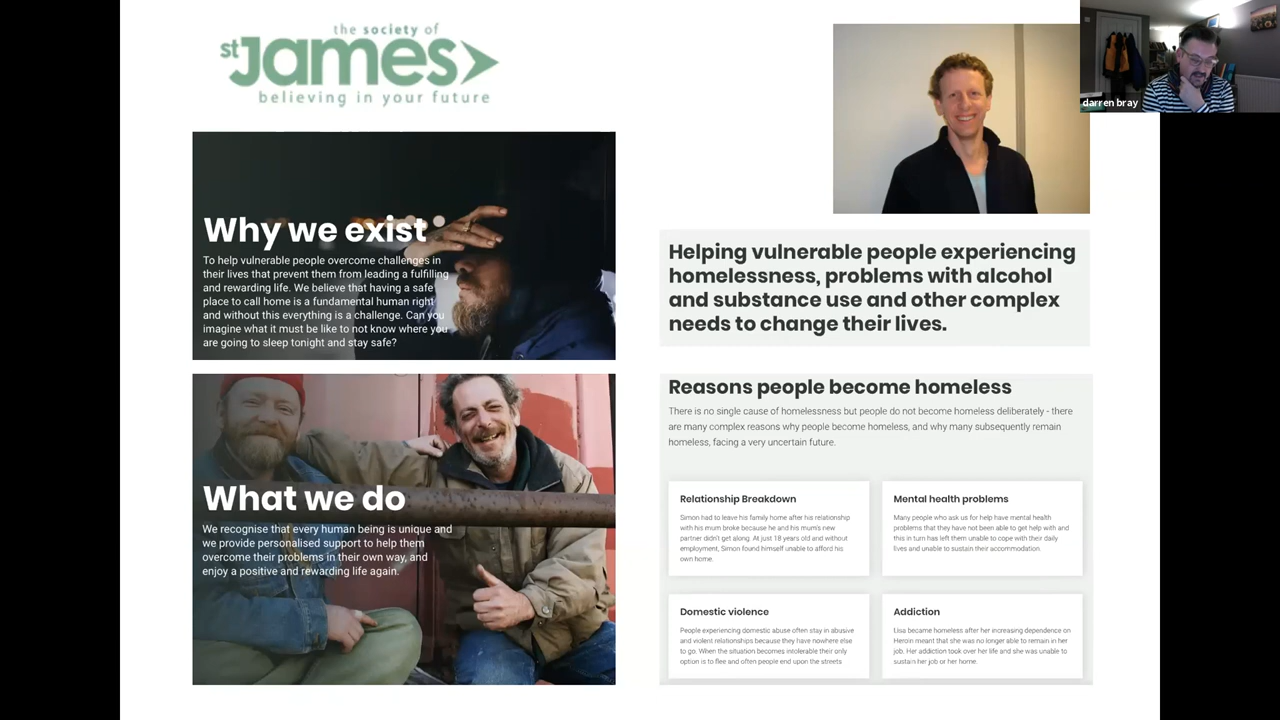 the society of
st James
believing in your future
darren bray
Why we exist
To help vulnerable people overcome challenges in
their lives that prevent them from leading a fulfilling
and rewarding life. We believe that having a safe
place to call home is a fundamental human right
and without this everything is a challenge. Can you
imagine what it must be like to not know where you
are going to sleep tonight and stay safe?
Helping vulnerable people experiencing
homelessness, problems with alcohol
and substance use and other complex
needs to change their lives.
What we do
We recognise that every human being is unique and
we provide personalised support to help them
overcome their problems in their own way, and
enjoy a positive and rewarding life again.
Reasons people become homeless
There is no single cause of homelessness but people do not become homeless deliberately - there
are many complex reasons why people become homeless, and why many subsequently remain
homeless, facing a very uncertain future.
Relationship Breakdown
Simon had to leave his family home after his relationship
with his mum broke because he and his mum's new
partner didn't get along. At just 18 years old and without
employment, Simon found himself unable to afford his
own home.
Mental health problems
Many people who ask us for help have mental health
problems that they have not been able to get help with and
this in turn has left them unable to cope with their daily
lives and unable to sustain their accommodation.
Domestic violence
People experiencing domestic abuse often stay in abusive
and violent relationships because they have nowhere else
to go. When the situation becomes intolerable their only
option is to flee and often people end upon the streets
Addiction
Lisa became homeless after her increasing dependence on
Heroin meant that she was no longer able to remain in her
job. Her addiction took over her life and she was unable to
sustain her job or her home.